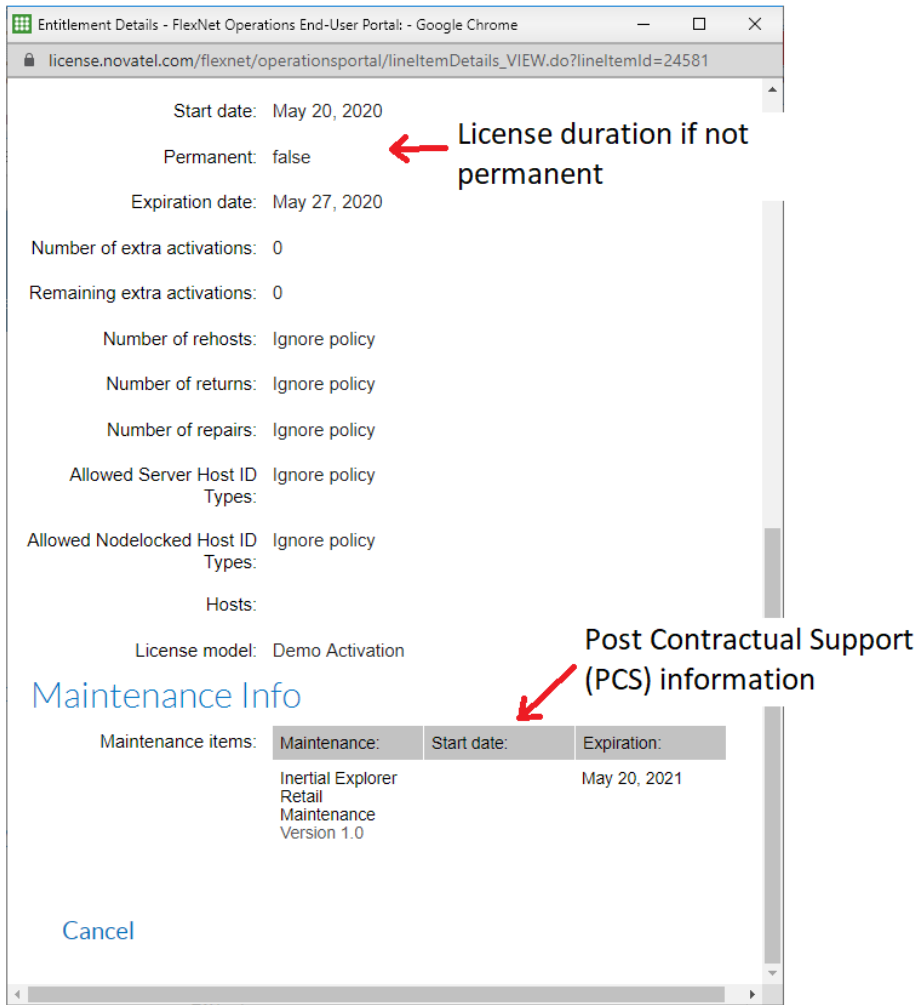 Entitlement Details - FlexNet Operations End-User Portal: - Google Chrome
license.novatel.com/flexnet/operationsportal/lineItemDetails_VIEW.do?lineItemId=24581
Start date: May 20, 2020
License duration if not
permanent
Permanent: false
Expiration date: May 27, 2020
Number of extra activations: 0
Remaining extra activations: 0
Number of rehosts: Ignore policy
Number of returns: Ignore policy
Number of repairs: Ignore policy
Allowed Server Host ID Ignore policy
Types:
Allowed Nodelocked Host ID Ignore policy
Types:
Hosts:
License model: Demo Activation
Post Contractual Support
(PCS) information
Maintenance Info
Maintenance items: Maintenance: Start date: Expiration:
Inertial Explorer May 20, 2021
Retail
Maintenance
Version 1.0
Cancel